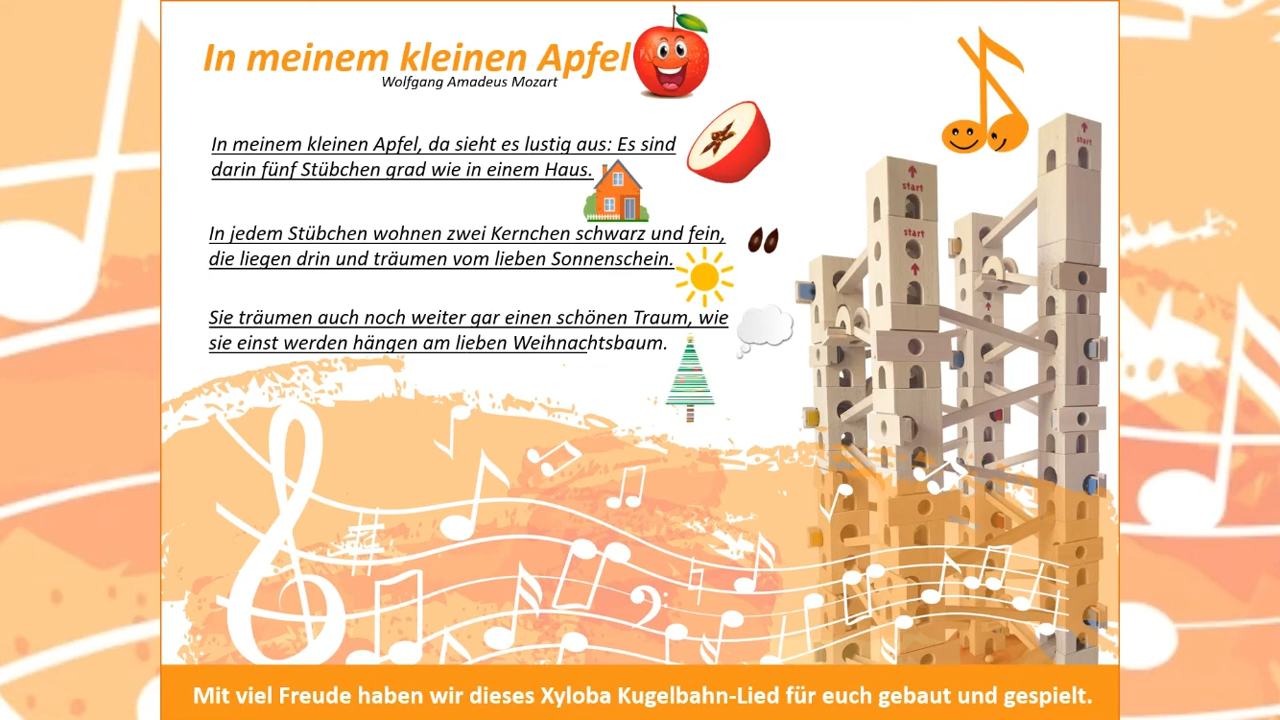 In meinem kleinen Apfel
Wolfgang Amadeus Mozart
In meinem kleinen Apfel, da sieht es lustig aus: Es sind
darin fünf Stübchen grad wie in einem Haus.
In jedem Stübchen wohnen zwei Kernchen schwarz und fein,
die liegen drin und träumen vom lieben Sonnenschein.
Sie träumen auch noch weiter gar einen schönen Traum, wie
sie einst werden hängen am lieben Weihnachtsbaum.
start
start
start
Mit viel Freude haben wir dieses Xyloba Kugelbahn-Lied für euch gebaut und gespielt.